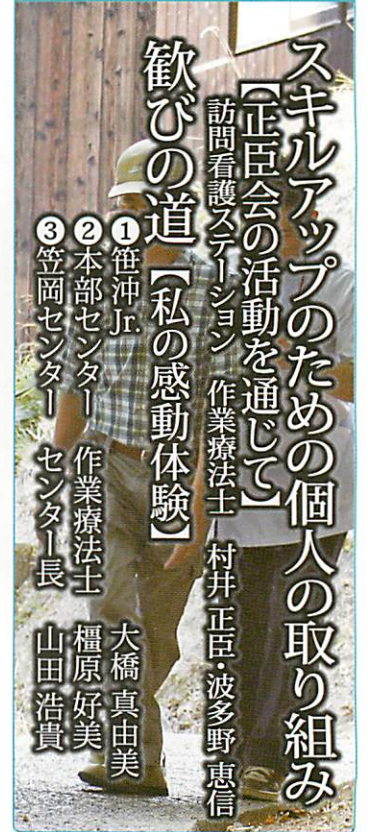 スキルアップのための個人の取り組み
【正臣会の活動を通じて】
訪問看護ステーション 作業療法士 村井 正臣・波多野 恵信
歓びの道【私の感動体験】
❶笹沖Jr. 大橋 真由美
❷本部センター 作業療法士 橿原 好美
❸笠岡センター センター長 山田 浩貴